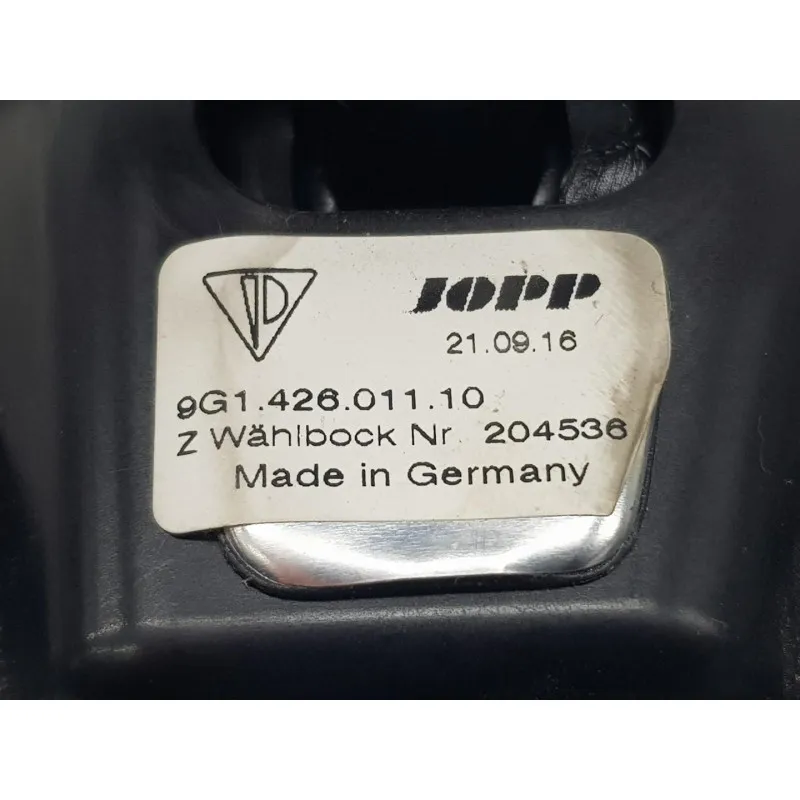 JOPP
21.09.16
9G1.426.011.10
Z Wählbock Nr 204536
Made in Germany